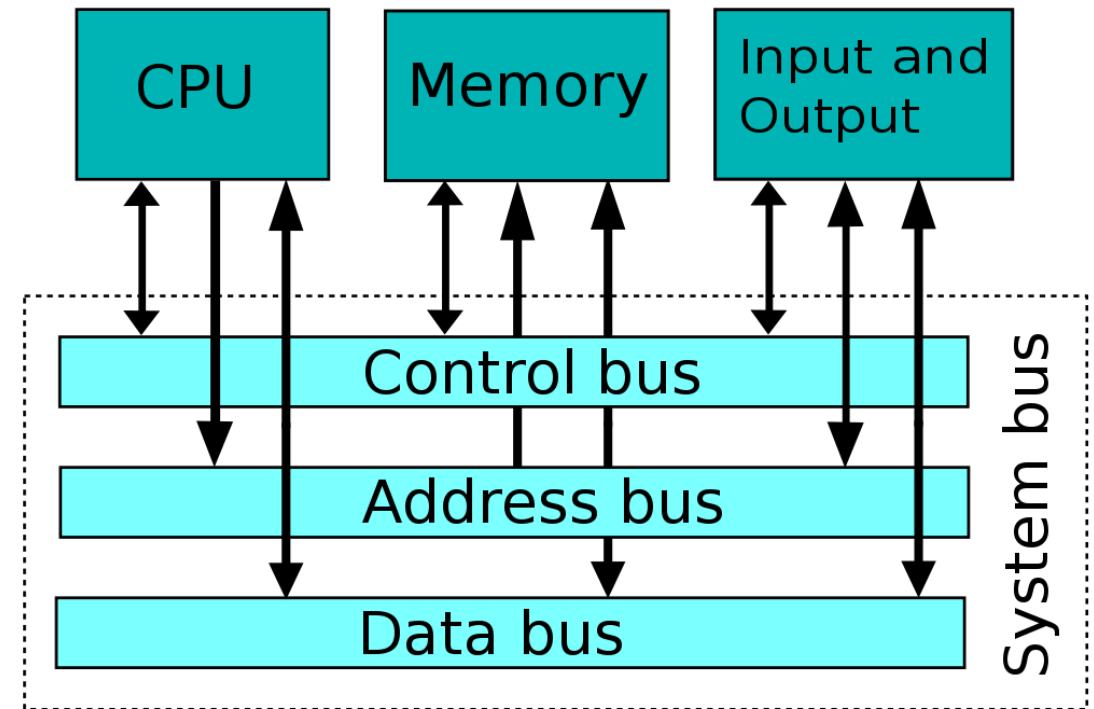 CPU
Memory
Input and
Output
Control bus
Address bus
Data bus
System bus